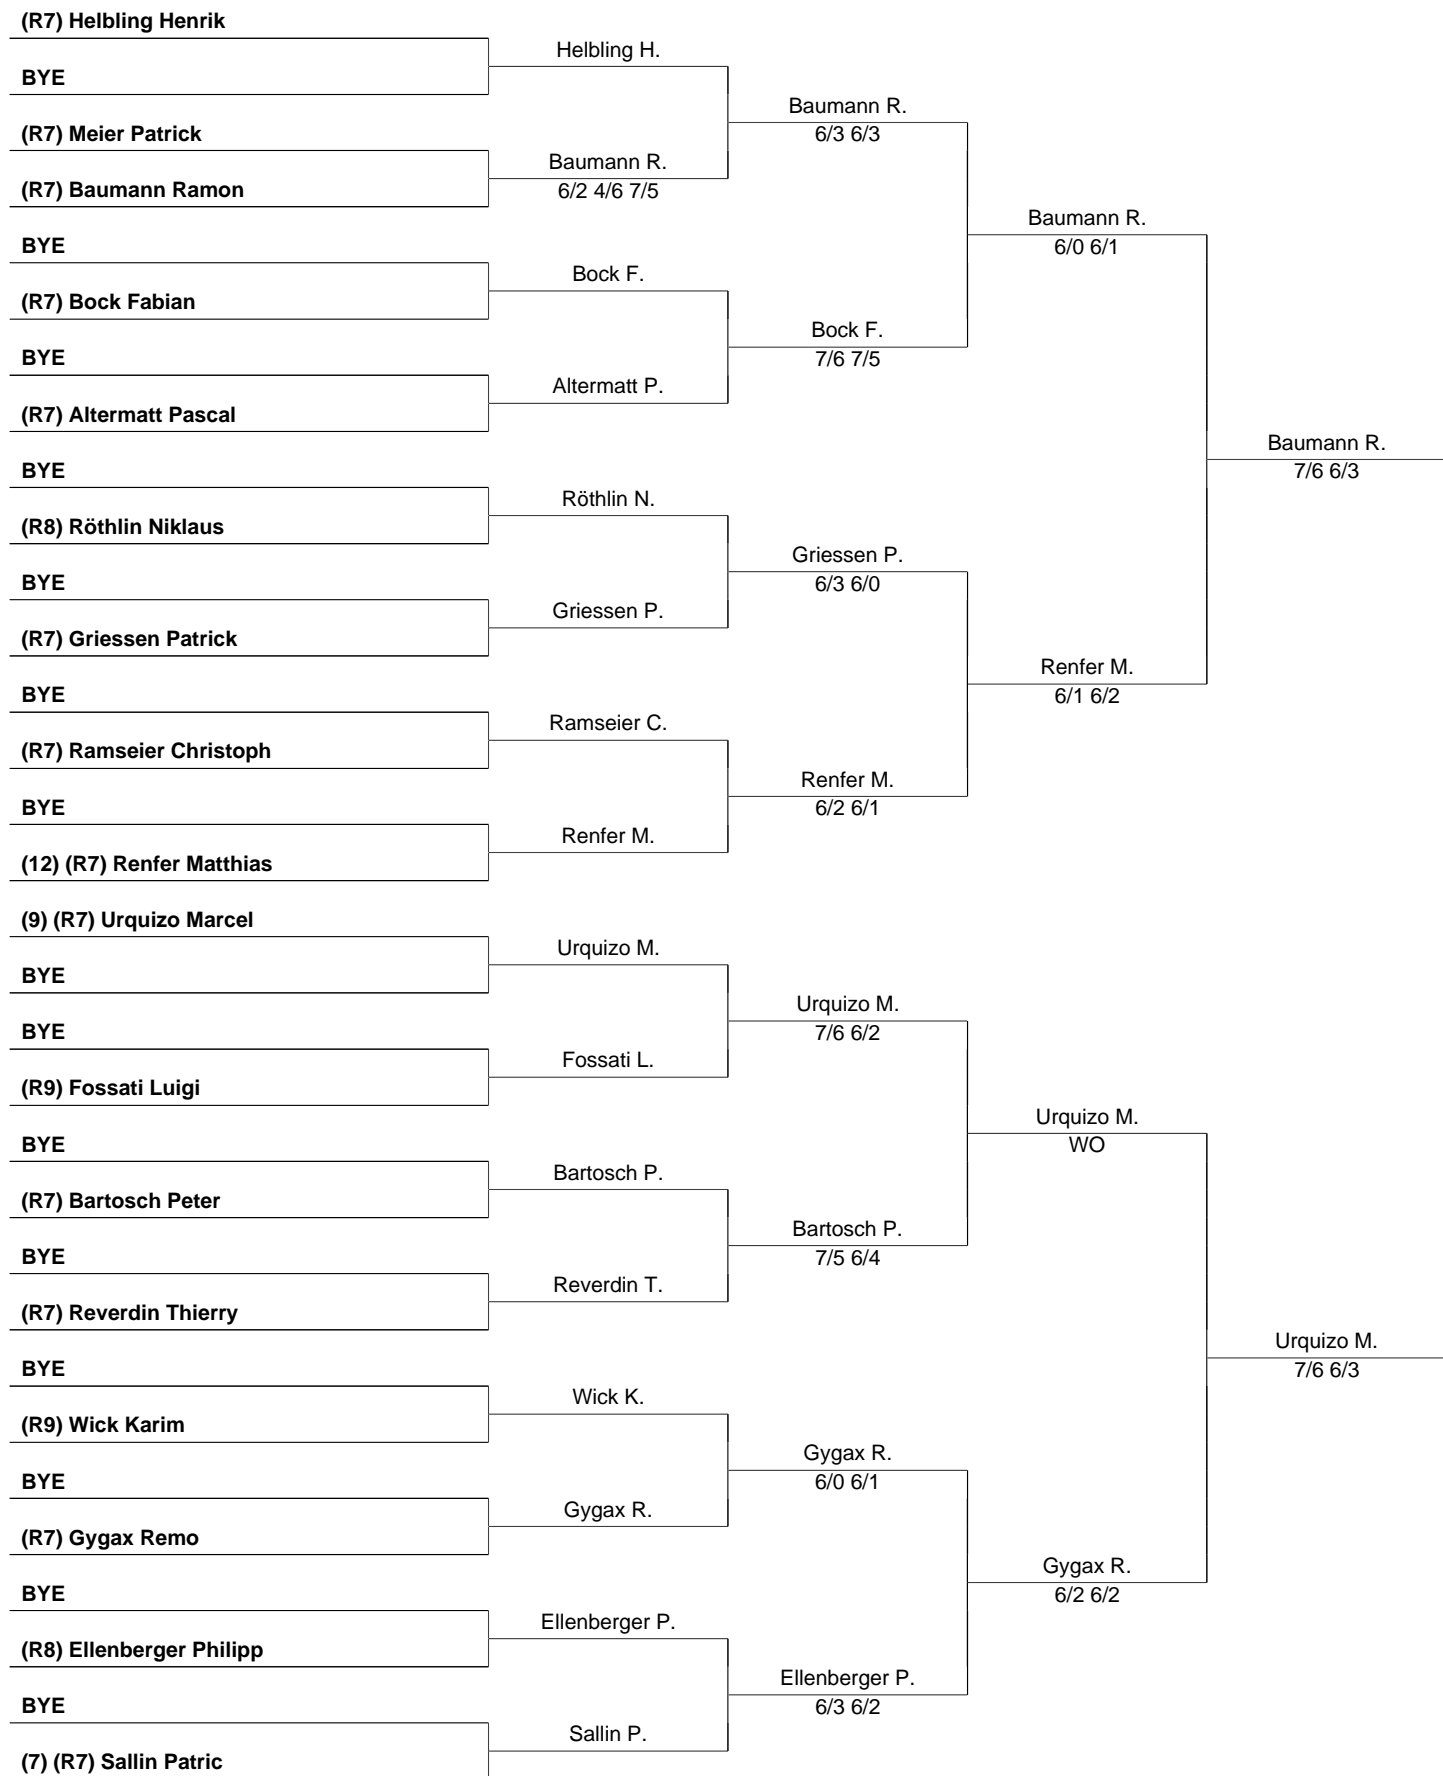 (R7) Helbling Henrik
Helbling H.
BYE
Baumann R.
6/3 6/3
(R7) Meier Patrick
Baumann R.
6/2 4/6 7/5
(R7) Baumann Ramon
Baumann R.
6/0 6/1
BYE
Bock F.
(R7) Bock Fabian
Bock F.
7/6 7/5
BYE
Altermatt P.
(R7) Altermatt Pascal
Baumann R.
7/6 6/3
BYE
Röthlin N.
(R8) Röthlin Niklaus
Griessen P.
6/3 6/0
BYE
Griessen P.
(R7) Griessen Patrick
Renfer M.
6/1 6/2
BYE
Ramseier C.
(R7) Ramseier Christoph
Renfer M.
6/2 6/1
BYE
Renfer M.
(12) (R7) Renfer Matthias
(9) (R7) Urquizo Marcel
Urquizo M.
BYE
Urquizo M.
7/6 6/2
BYE
Fossati L.
(R9) Fossati Luigi
Urquizo M.
WO
BYE
Bartosch P.
(R7) Bartosch Peter
Bartosch P.
7/5 6/4
BYE
Reverdin T.
(R7) Reverdin Thierry
Urquizo M.
7/6 6/3
BYE
Wick K.
(R9) Wick Karim
Gygax R.
6/0 6/1
BYE
Gygax R.
(R7) Gygax Remo
Gygax R.
6/2 6/2
BYE
Ellenberger P.
(R8) Ellenberger Philipp
Ellenberger P.
6/3 6/2
BYE
Sallin P.
(7) (R7) Sallin Patric